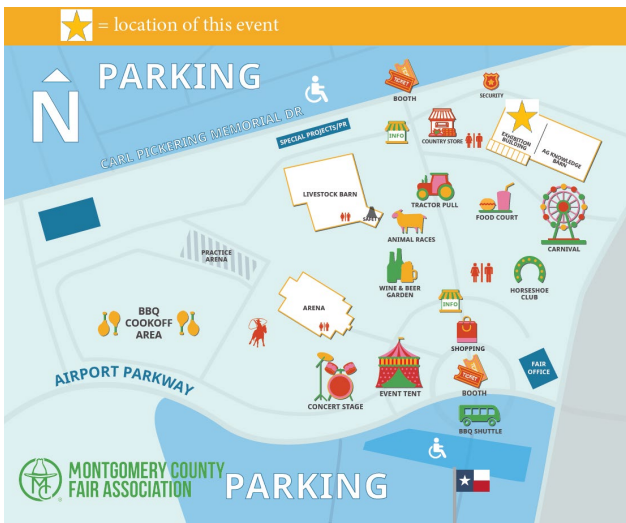 = location of this event
PARKING
N
CARL PICKERING MEMORIAL DR
SPECIAL PROJECTS/PR
TICKET
BOOTH
SECURITY
INFO
COUNTRY STORE
EXHIBITION
BUILDING
AG KNOWLEDGE
BARN
LIVESTOCK BARN
TRACTOR PULL
FOOD COURT
CARNIVAL
ANIMAL RACES
PRACTICE
ARENA
WINE & BEER
GARDEN
HORSESHOE
CLUB
INFO
ARENA
BBQ
COOKOFF
AREA
SHOPPING
FAIR
OFFICE
AIRPORT PARKWAY
CONCERT STAGE
EVENT TENT
TICKET
BOOTH
BBQ SHUTTLE
MONTGOMERY COUNTY
FAIR ASSOCIATION
PARKING